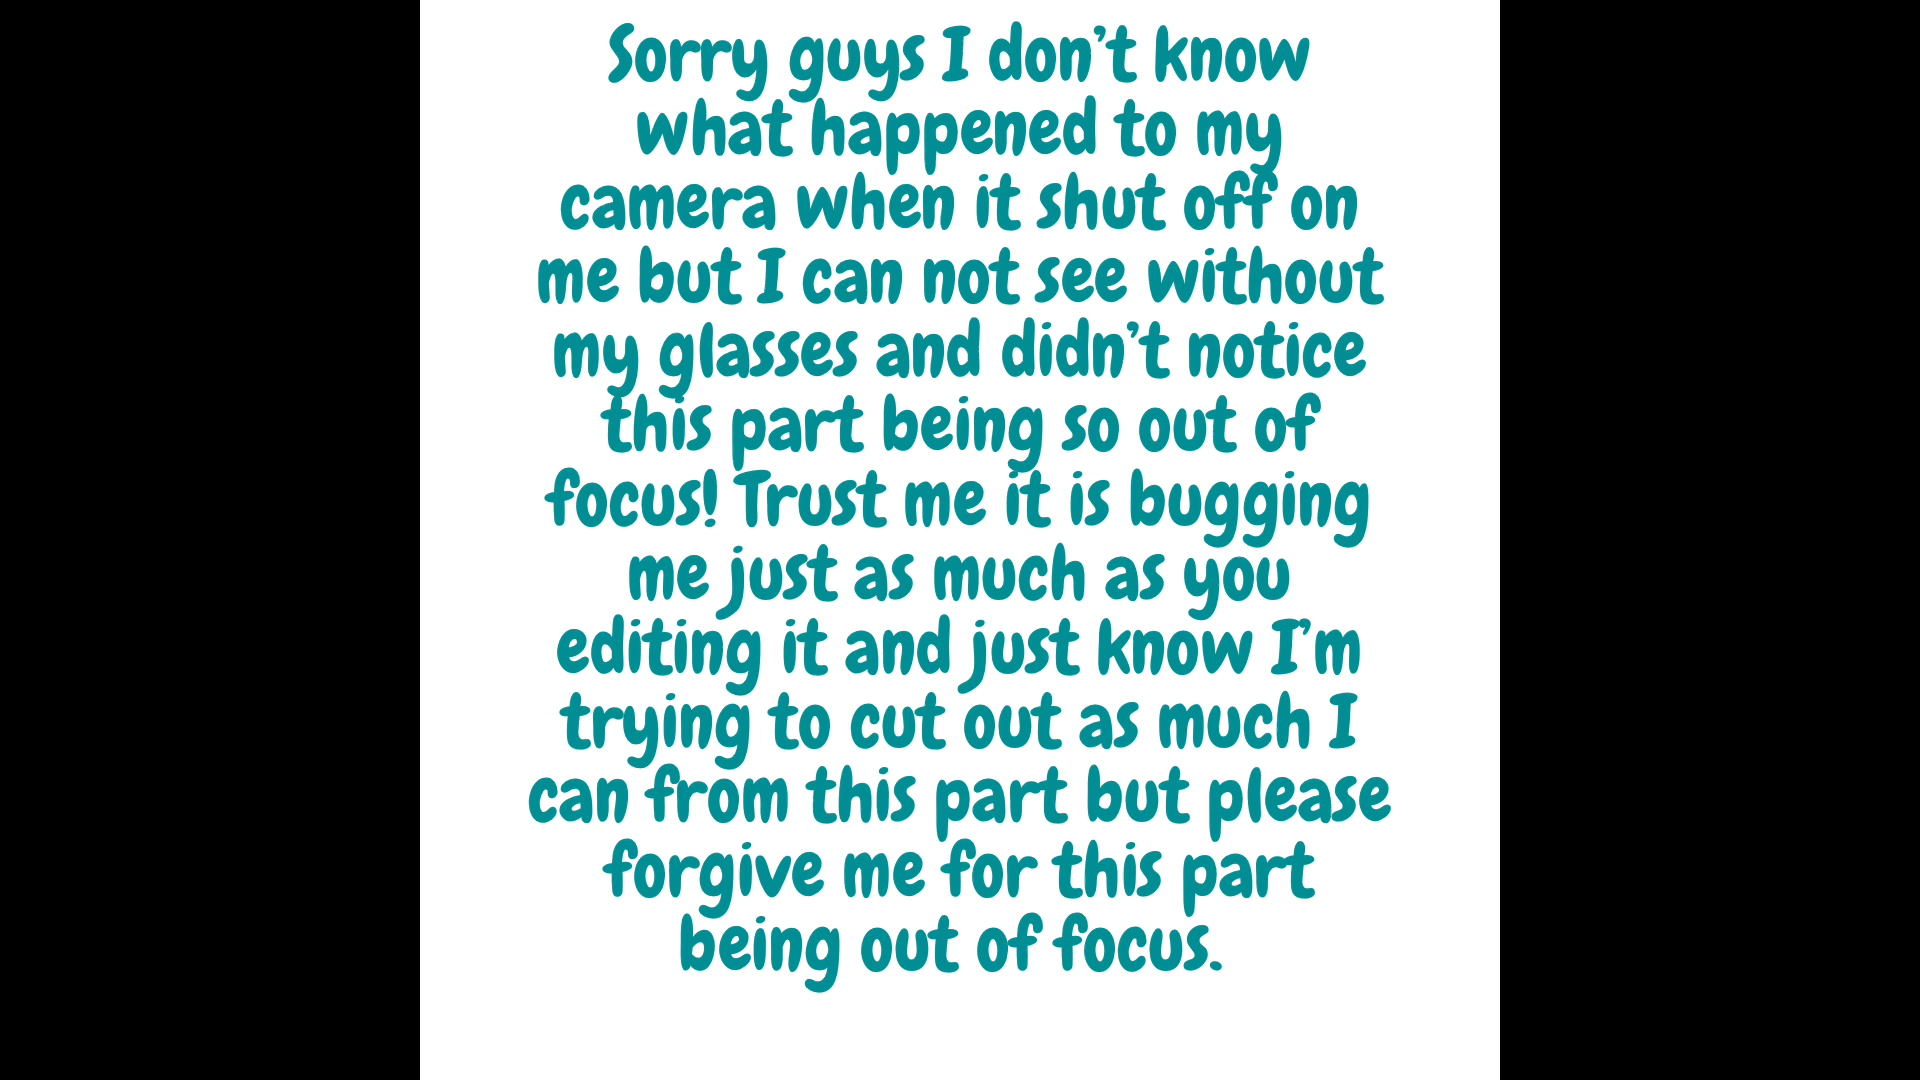 Sorry guys I don’t know
what happened to my
camera when it shut off on
me but I can not see without
my glasses and didn’t notice
this part being so out of
focus! Trust me it is bugging
me just as much as you
editing it and just know I’m
trying to cut out as much I
can from this part but please
forgive me for this part
being out of focus.